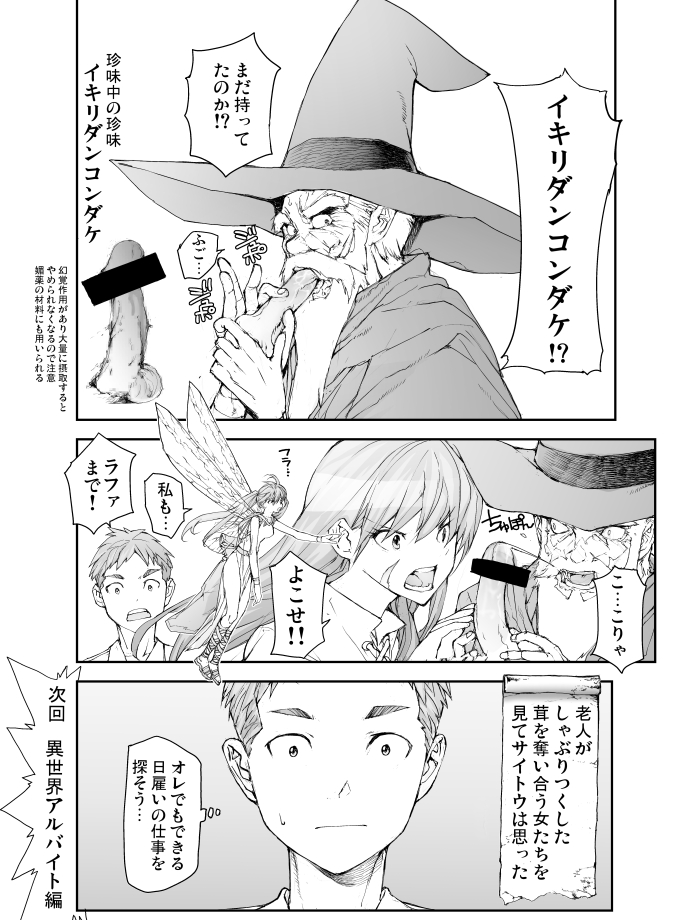 イキリダンコンダケ!?
まだ持って
たのか!?
ふご…
珍味中の珍味
イキリダンコンダケ
幻覚作用があり大量に摂取すると
やめられなくなるので注意
媚薬の材料にも用いられる
こ…こりゃ
ちゅぽん
よこせ!!
フラ…
私も…
ラファ
まで!
老人が
しゃぶりつくした
茸を奪い合う女たちを
見てサイトウは思った
オレでもできる
日雇いの仕事を
探そう…
次回 異世界アルバイト編